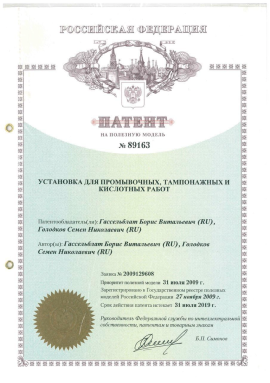 РОССИЙСКАЯ ФЕДЕРАЦИЯ
ПАТЕНТ
НА ПОЛЕЗНУЮ МОДЕЛЬ
№ 89163
УСТАНОВКА ДЛЯ ПРОМЫВОЧНЫХ, ТАМПОНАЖНЫХ И
КИСЛОТНЫХ РАБОТ
Патентообладатель(ли): Гассельблат Борис Витальевич (RU),
Голодков Семен Николаевич (RU)
Автор(ы): Гассельблат Борис Витальевич (RU), Голодков
Семен Николаевич (RU)
Заявка № 2009129608
Приоритет полезной модели 31 июля 2009 г.
Зарегистрировано в Государственном реестре полезных
моделей Российской Федерации 27 ноября 2009 г.
Срок действия патента истекает 31 июля 2019 г.
Руководитель Федеральной службы по интеллектуальной
собственности, патентам и товарным знакам
Б.П. Симонов